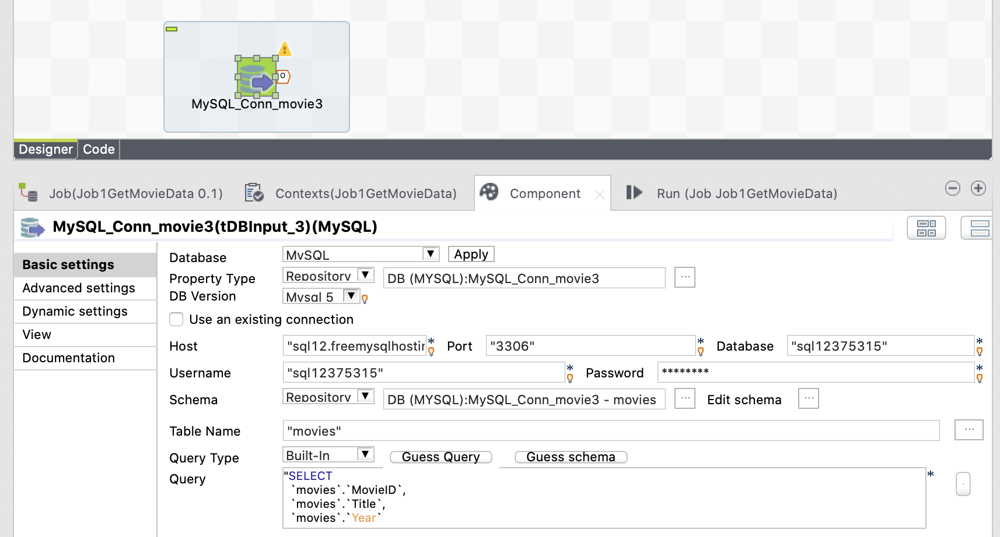 MySQL_Conn_movie3
Designer Code
Job(Job1GetMovieData 0.1) Contexts(Job1GetMovieData) Component Run (Job Job1GetMovieData)
MySQL_Conn_movie3(tDBInput_3)(MySQL)
Basic settings
Advanced settings
Dynamic settings
View
Documentation
Database MySQL Apply
Property Type Repository DB (MYSQL):MySQL_Conn_movie3 ...
DB Version Mysql 5
Use an existing connection
Host "sql12.freemysqlhostin * Port "3306" * Database "sql12375315" *
Username "sql12375315" * Password ******** *
Schema Repository DB (MYSQL):MySQL_Conn_movie3 - movies ... Edit schema ...
Table Name "movies" ...
Query Type Built-In Guess Query Guess schema
Query "SELECT *
`movies`.`MovieID`,
`movies`.`Title`,
`movies`.`Year`